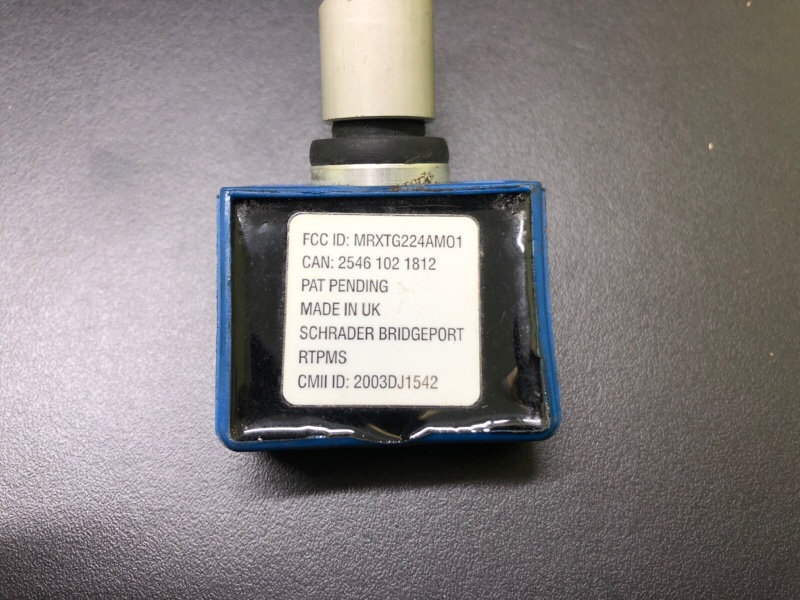 FCC ID: MRXTG224AM01
CAN: 2546 102 1812
PAT PENDING
MADE IN UK
SCHRADER BRIDGEPORT
RTPMS
CMII ID: 2003DJ1542